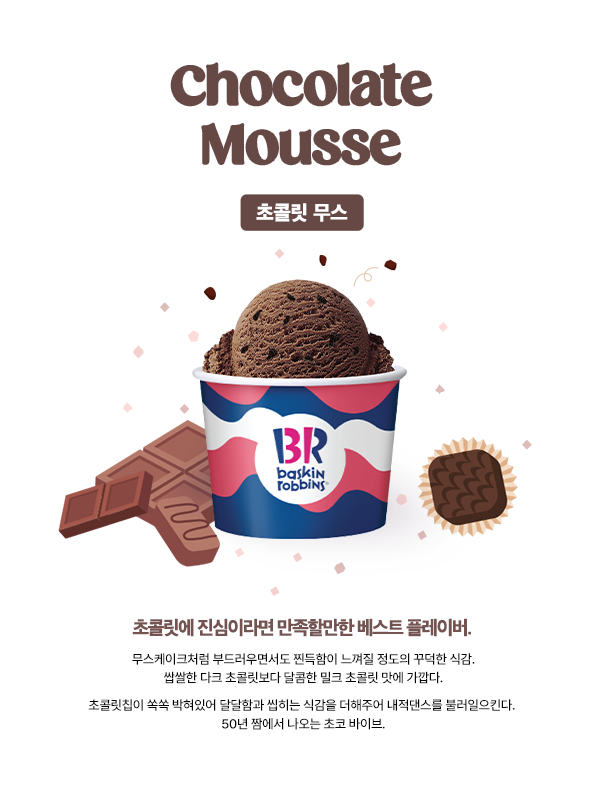 Chocolate
Mousse
초콜릿 무스
BR
baskin
robbins
초콜릿에 진심이라면 만족할만한 베스트 플레이버.
무스케이크처럼 부드러우면서도 찐득함이 느껴질 정도의 꾸덕한 식감.
쌉쌀한 다크 초콜릿보다 달콤한 밀크 초콜릿 맛에 가깝다.
초콜릿칩이 쏙쏙 박혀있어 달달함과 씹히는 식감을 더해주어 내적댄스를 불러일으킨다.
50년 짬에서 나오는 초코 바이브.